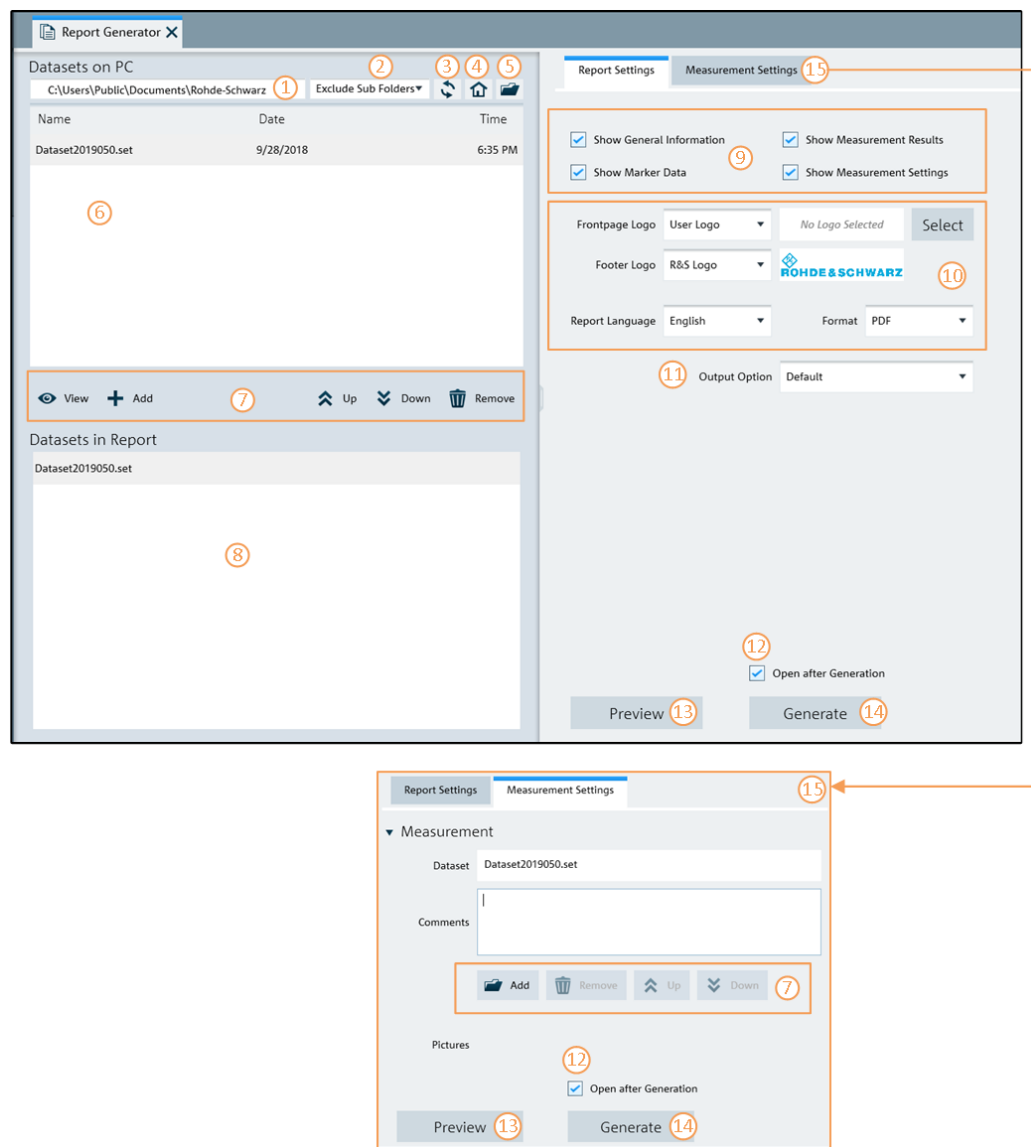 Report Generator
Datasets on PC
2 3 4 5
C:\Users\Public\Documents\Rohde-Schwarz 1 Exclude Sub Folders
Name Date Time
Dataset2019050.set 9/28/2018 6:35 PM
6
View Add 7 Up Down Remove
Datasets in Report
Dataset2019050.set
8
Report Settings Measurement Settings 15
Show General Information Show Measurement Results
9
Show Marker Data Show Measurement Settings
Frontpage Logo User Logo No Logo Selected Select
Footer Logo R&S Logo ROHDE&SCHWARZ 10
Report Language English Format PDF
11 Output Option Default
12
Open after Generation
Preview 13 Generate 14
Report Settings Measurement Settings 15
Measurement
Dataset Dataset2019050.set
Comments
Add Remove Up Down 7
Pictures
12
Open after Generation
Preview 13 Generate 14